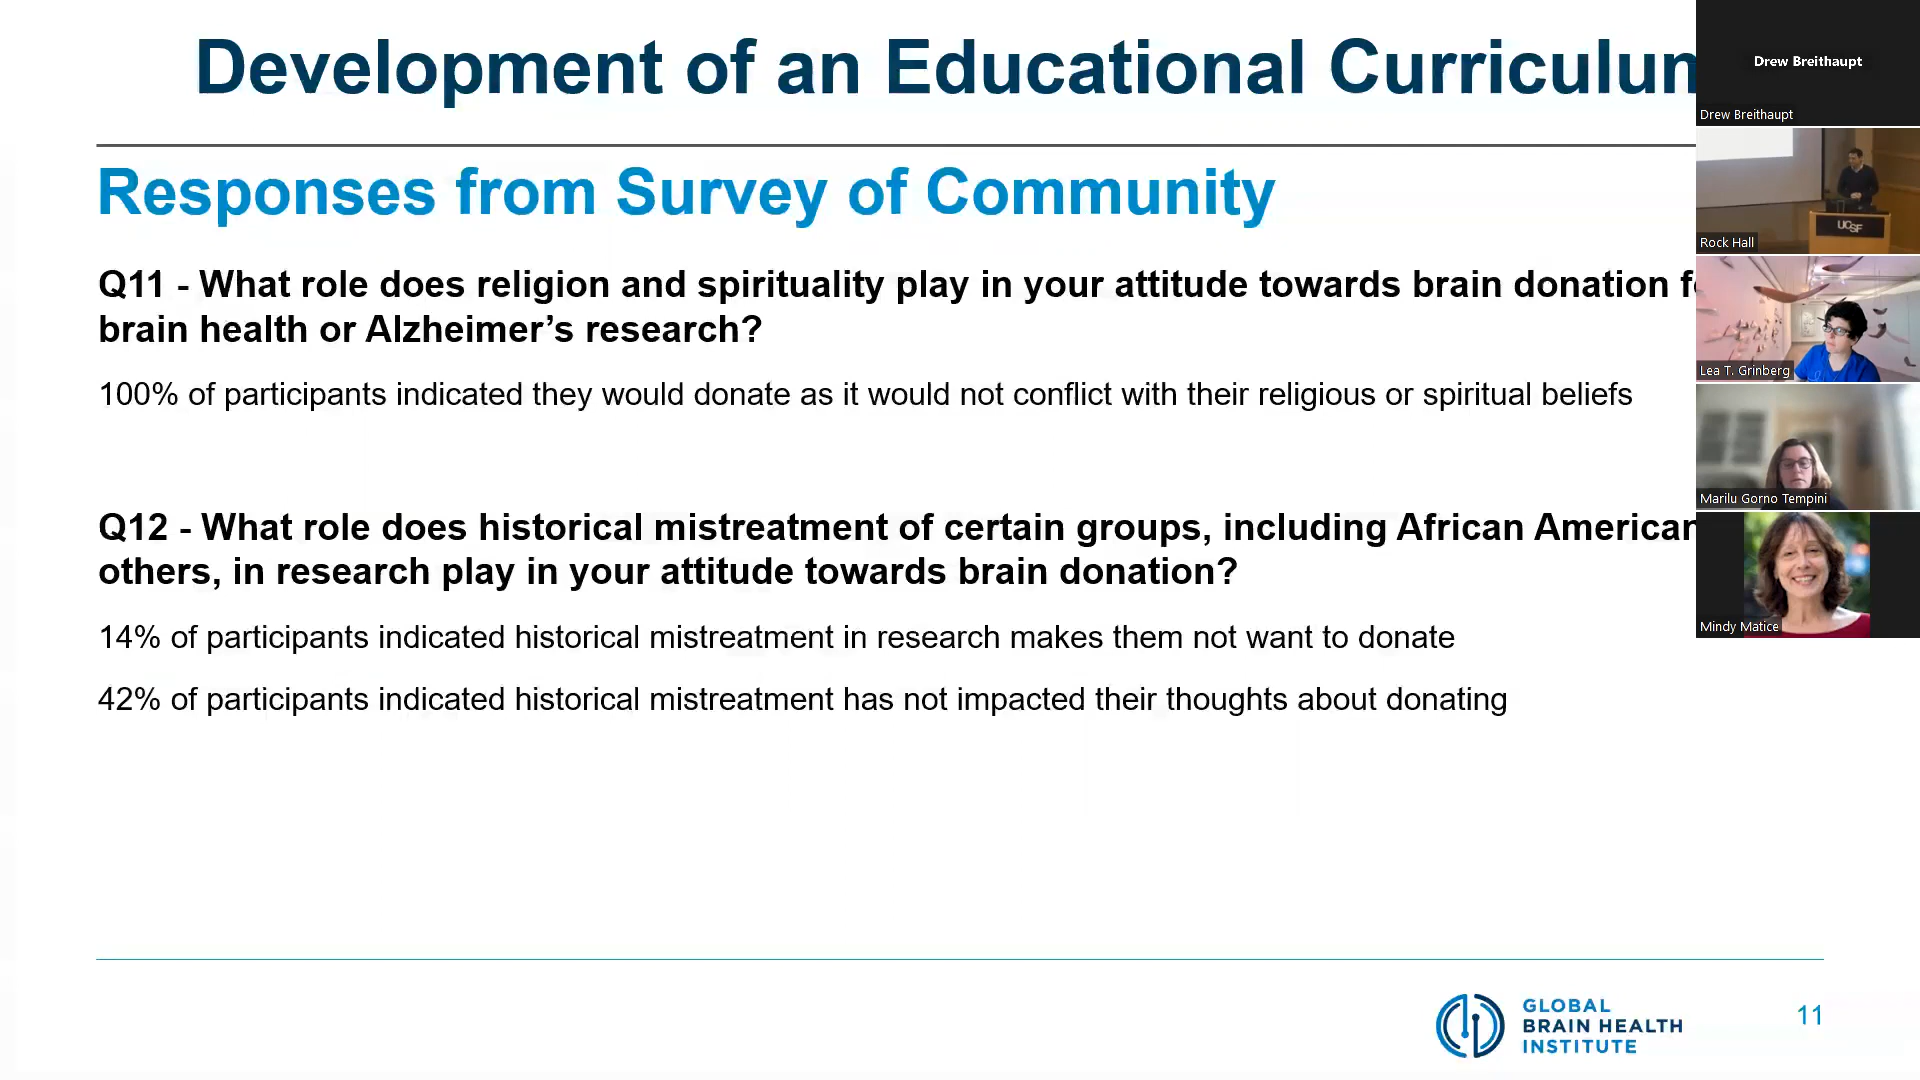 Development of an Educational Curriculum
Responses from Survey of Community
Q11 - What role does religion and spirituality play in your attitude towards brain donation f
brain health or Alzheimer’s research?
100% of participants indicated they would donate as it would not conflict with their religious or spiritual beliefs
Q12 - What role does historical mistreatment of certain groups, including African American
others, in research play in your attitude towards brain donation?
14% of participants indicated historical mistreatment in research makes them not want to donate
42% of participants indicated historical mistreatment has not impacted their thoughts about donating
GLOBAL
BRAIN HEALTH
INSTITUTE
11
Drew Breithaupt
Drew Breithaupt
UCSF
Rock Hall
Lea T. Grinberg
Marilu Gorno Tempini
Mindy Matice